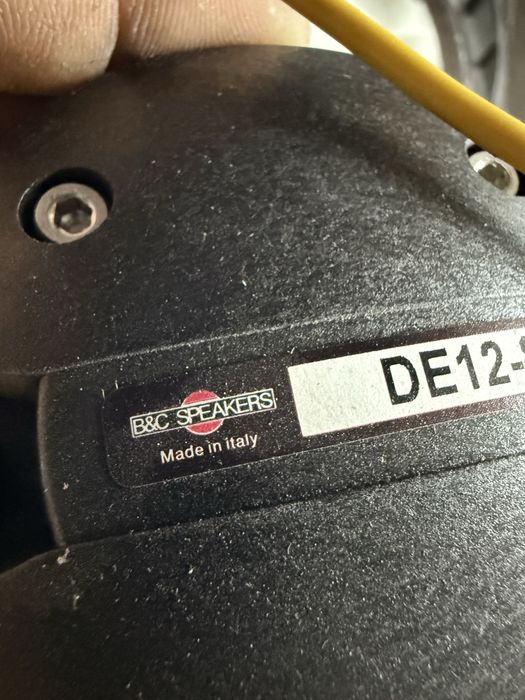 B&C SPEAKERS
Made in italy
DE12-